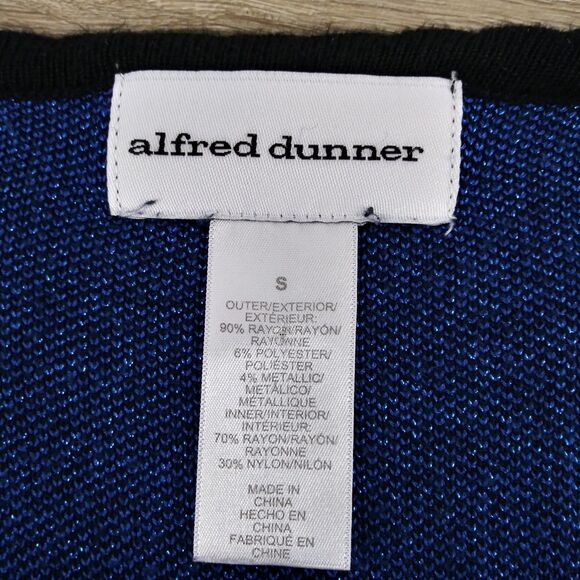 alfred dunner
S
OUTER/EXTERIOR/
EXTÉRIEUR:
90% RAYON/RAYÓN/
RAYONNE
6% POLYESTER/
POLIÉSTER
4% METALLIC/
METÁLICO/
MÉTALLIQUE
INNER/INTERIOR/
INTÉRIEUR:
70% RAYON/RAYÓN/
RAYONNE
30% NYLON/NILÓN
MADE IN
CHINA
HECHO EN
CHINA
FABRIQUÉ EN
CHINE